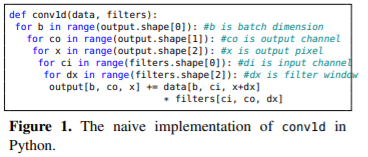 def conv1d(data, filters):
for b in range(output.shape[0]): #b is batch dimension
for co in range(output.shape[1]): #co is output channel
for x in range(output.shape[2]): #x is output pixel
for ci in range(filters.shape[0]): #di is input channel
for dx in range(filters.shape[2]): #dx is filter window
output[b, co, x] += data[b, ci, x+dx]
* filters[ci, co, dx]
Figure 1. The naive implementation of conv1d in
Python.